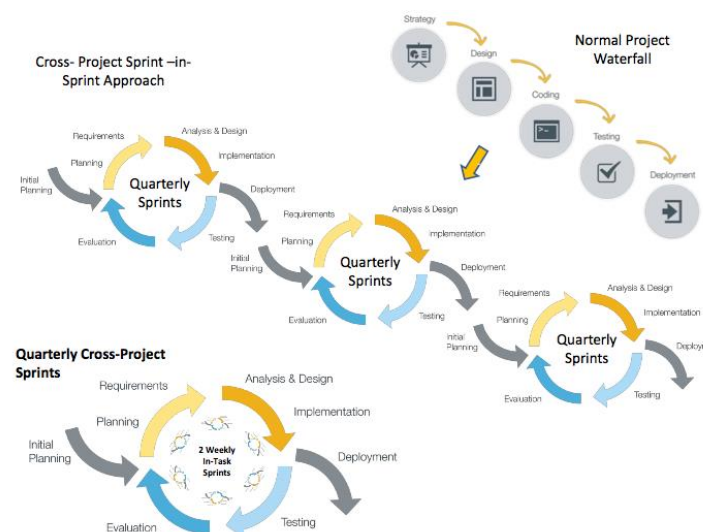 Cross- Project Sprint –in-
Sprint Approach
Normal Project
Waterfall
Strategy
Design
Coding
Testing
Deployment
Requirements
Analysis & Design
Planning
Implementation
Initial
Planning
Quarterly
Sprints
Deployment
Evaluation
Testing
Requirements
Analysis & Design
Planning
Implementation
Initial
Planning
Quarterly
Sprints
Deployment
Evaluation
Testing
Requirements
Analysis & Design
Planning
Implementation
Initial
Planning
Quarterly
Sprints
Deploy
Evaluation
Testing
Quarterly Cross-Project
Sprints
Requirements
Analysis & Design
Planning
Implementation
Initial
Planning
2 Weekly
In-Task
Sprints
Deployment
Evaluation
Testing